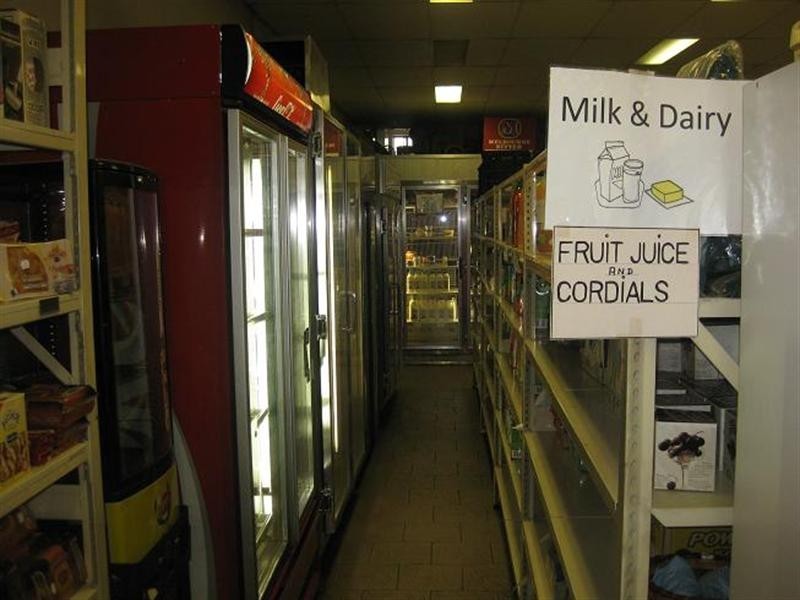 Milk & Dairy
FRUIT JUICE
AND
CORDIALS
MELBOURNE
BITTER